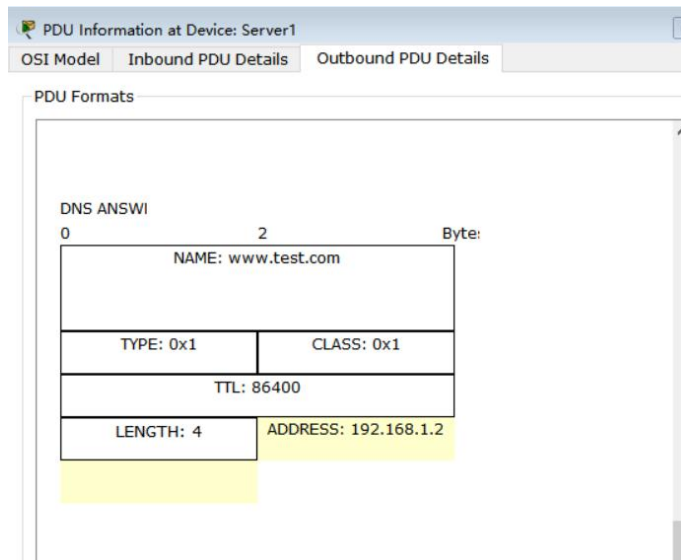 PDU Information at Device: Server1
OSI Model Inbound PDU Details Outbound PDU Details
PDU Formats
DNS ANSWI
0 2 Byte:
NAME: www.test.com
TYPE: 0x1 CLASS: 0x1
TTL: 86400
LENGTH: 4 ADDRESS: 192.168.1.2